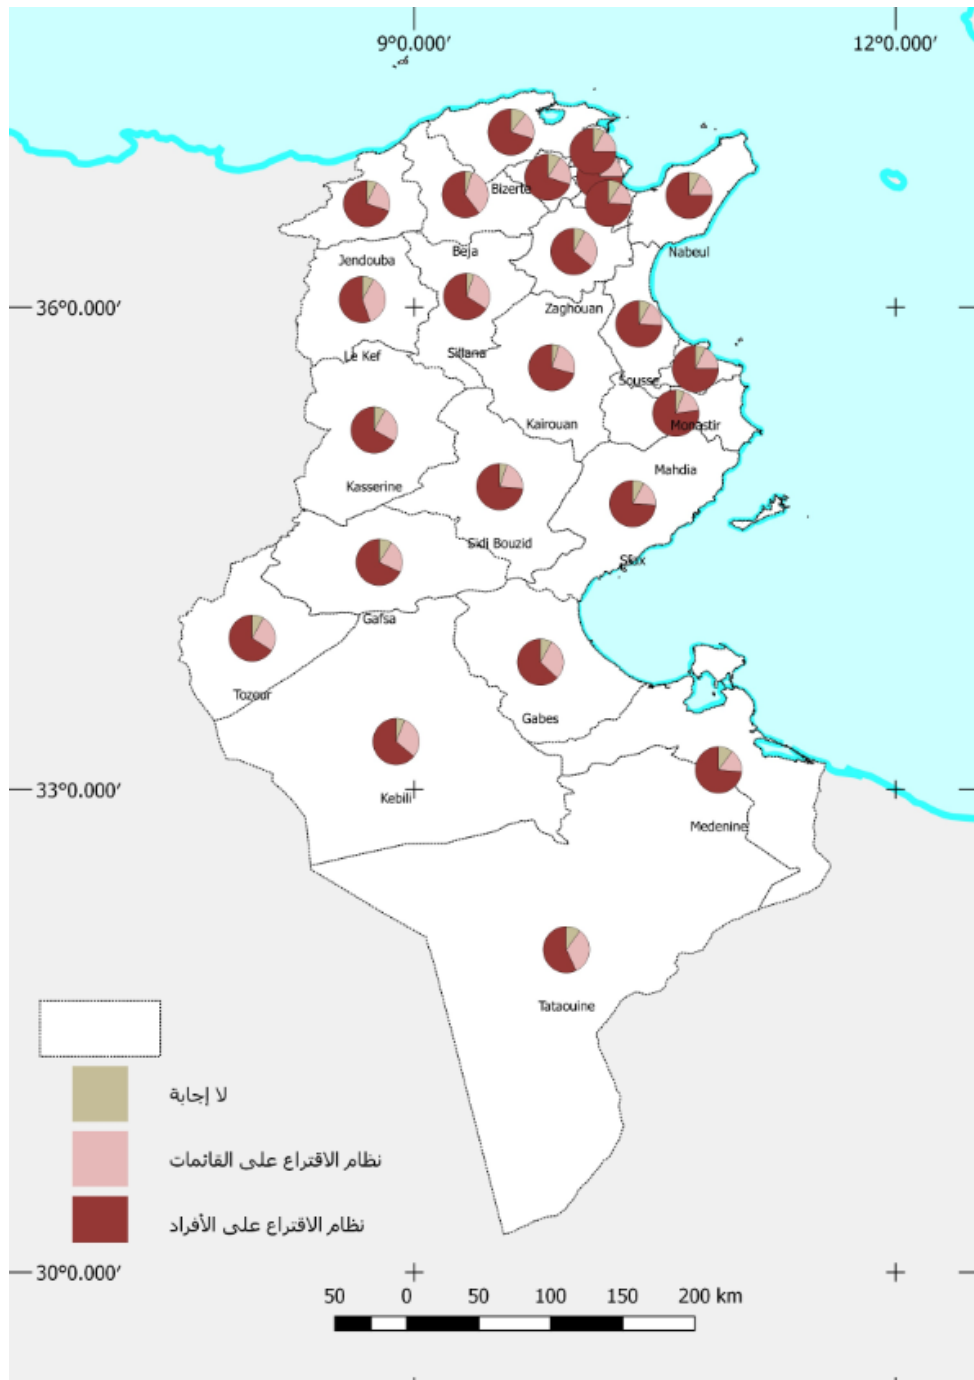 9°0.000′ 12°0.000′
Bizerte
Nabeul
Beja
Jendouba
36°0.000′
Zaghouan
Siliana
Le Kef
Sousse
Kairouan
Monastir
Mahdia
Kasserine
Sidi Bouzid
Sfax
Gafsa
Tozeur
Gabes
33°0.000′
Kebili
Medenine
Tataouine
لا إجابة
نظام الاقتراع على القائمات
نظام الاقتراع على الأفراد
30°0.000′
50 0 50 100 150 200 km